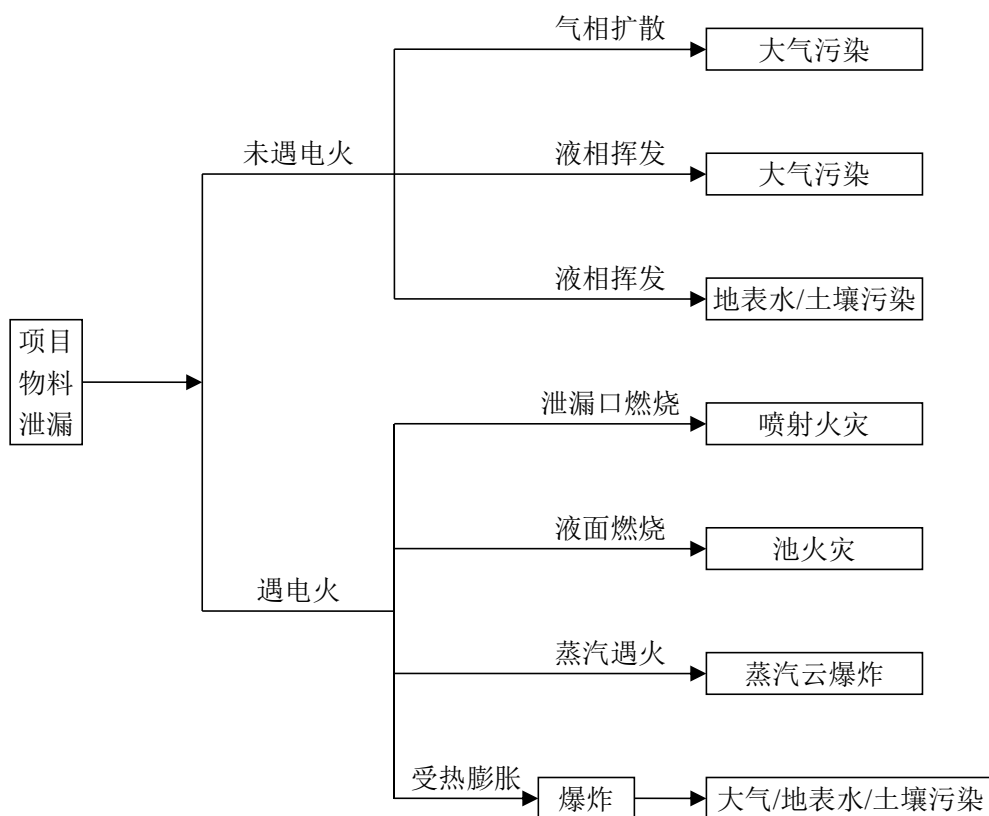 气相扩散
大气污染
未遇电火
液相挥发
大气污染
液相挥发
地表水/土壤污染
项目
物料
泄漏
泄漏口燃烧
喷射火灾
液面燃烧
池火灾
遇电火
蒸汽遇火
蒸汽云爆炸
受热膨胀
爆炸
大气/地表水/土壤污染